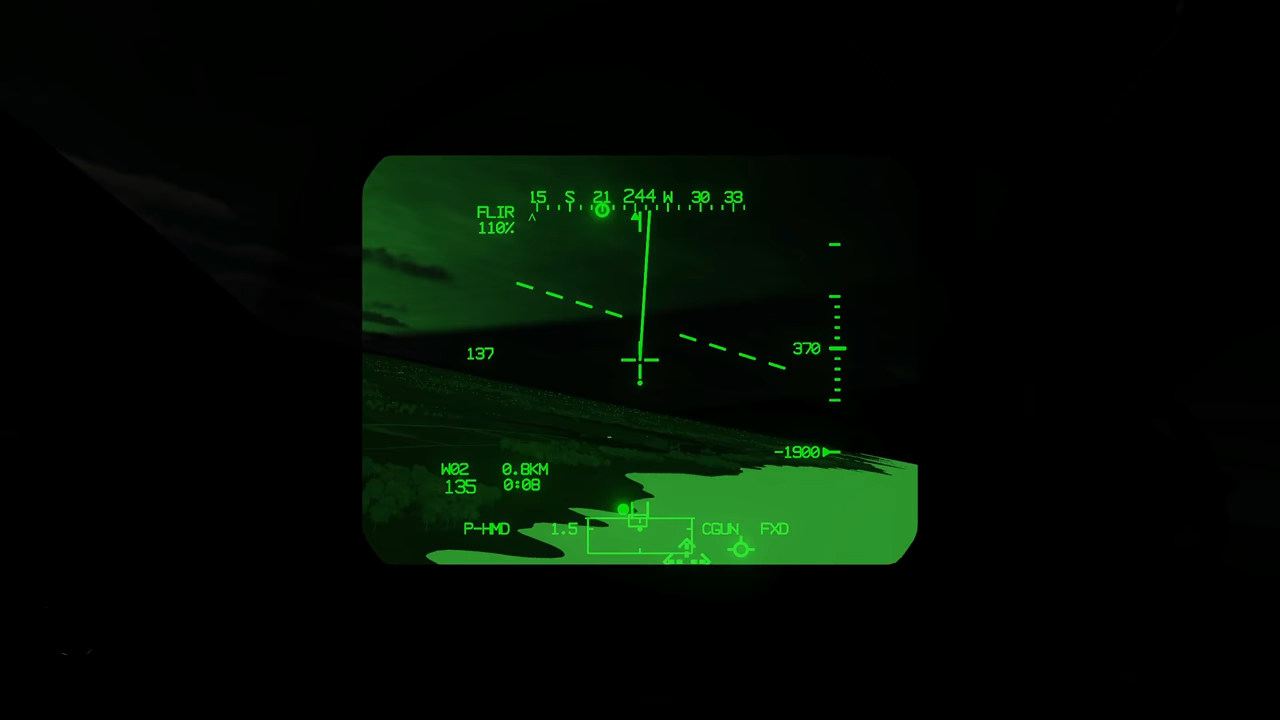 15 S 21 244 W 30 33
FLIR
110%
137
370
-1900
W02 0.8KM
135 0:08
P-HMD 1.5 CGUN FXD